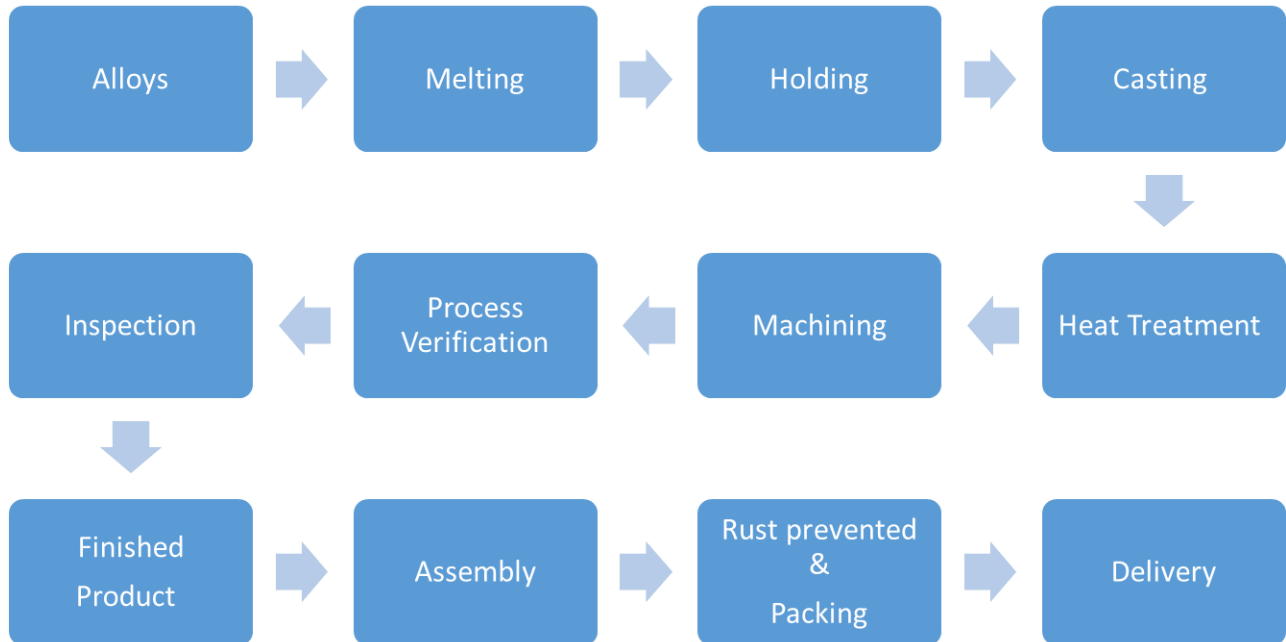 Alloys
Melting
Holding
Casting
Heat Treatment
Machining
Process
Verification
Inspection
Finished
Product
Assembly
Rust prevented
&
Packing
Delivery